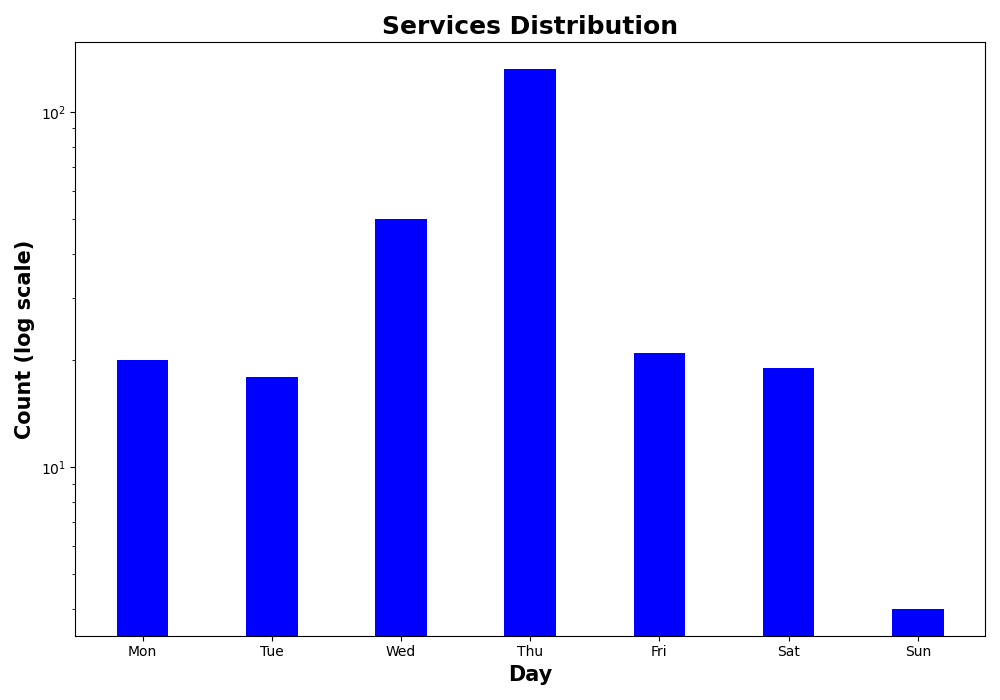 Services Distribution
Count (log scale)
10²
10¹
Mon Tue Wed Thu Fri Sat Sun
Day